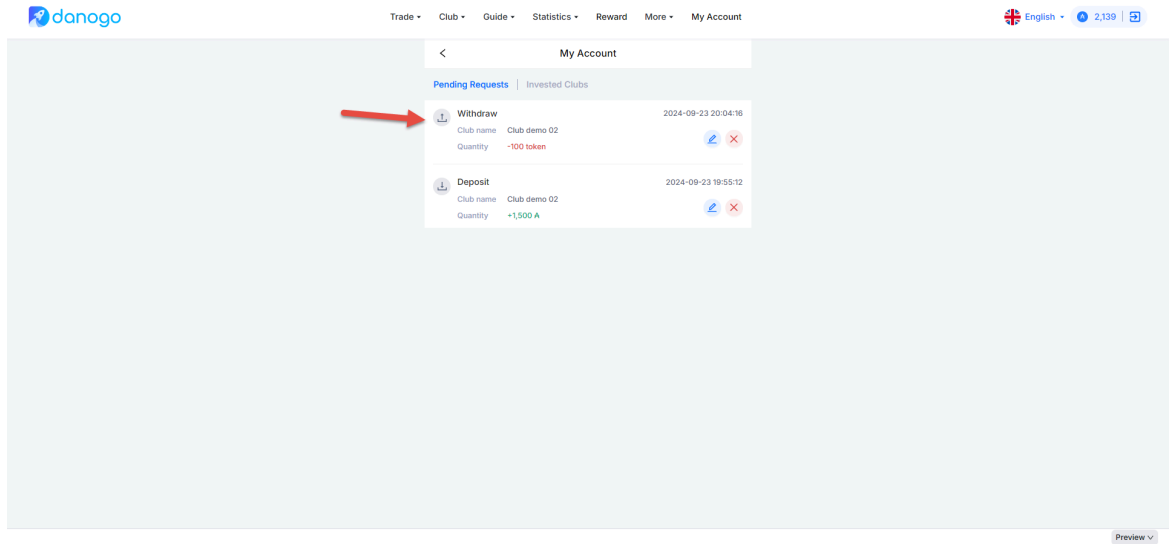 danogo
Trade Club Guide Statistics Reward More My Account
English 2,139
My Account
Pending Requests Invested Clubs
Withdraw 2024-09-23 20:04:16
Club name Club demo 02
Quantity -100 token
Deposit 2024-09-23 19:55:12
Club name Club demo 02
Quantity +1,500 ₳
Preview